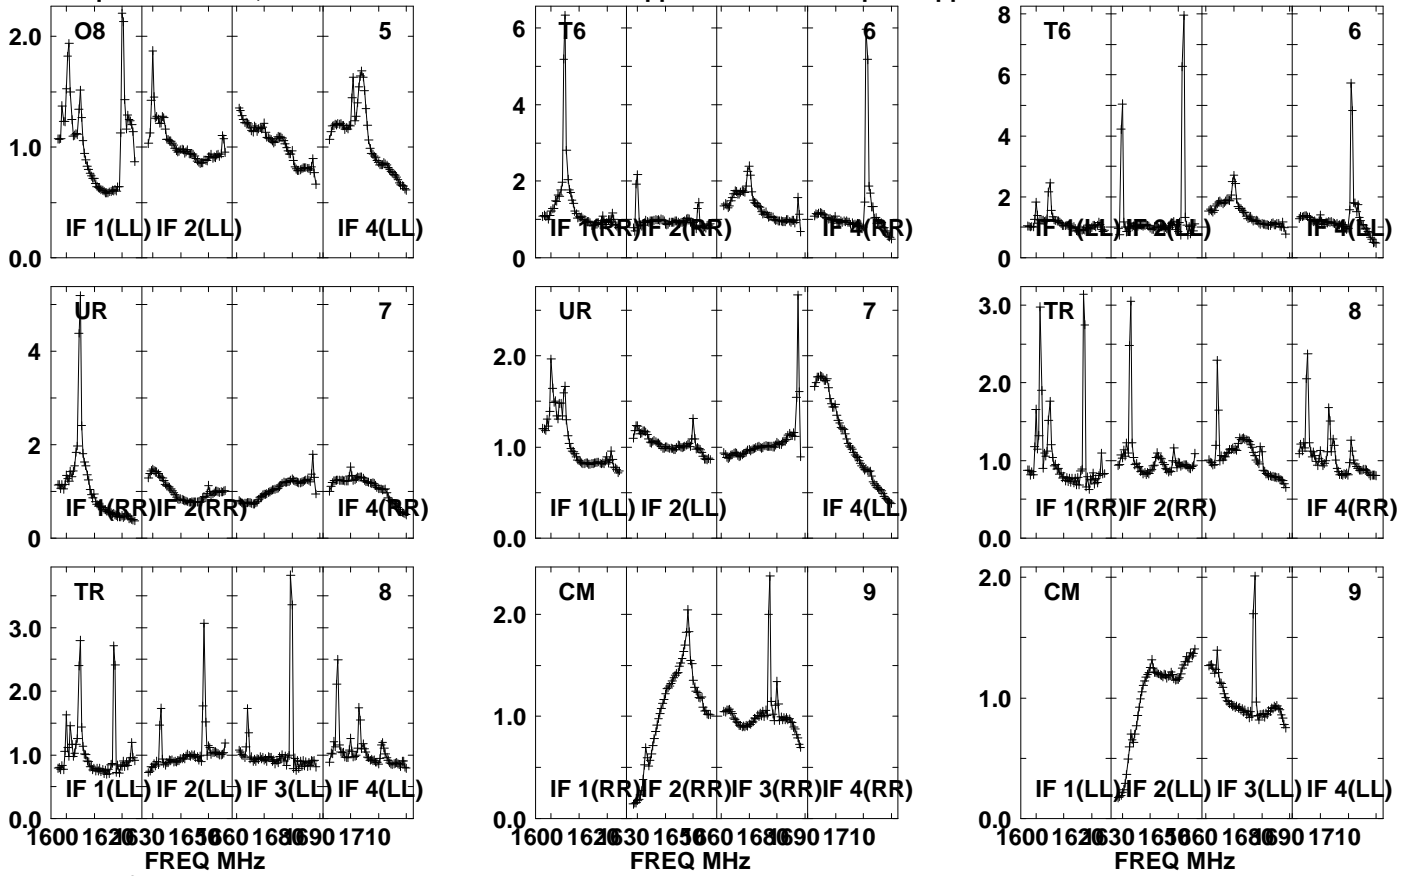 O8 5 T6 6 T6 6
2.0 6 8
6
4
1.0 4
2 2
IF 1(LL) IF 2(LL) IF 4(LL) IF 1(RR) IF 2(RR) IF 4(RR) IF 1(LL) IF 2(LL) IF 4(LL)
0.0 0 0
UR 7 UR 7 TR 8
3.0
4 2.0
2.0
2 1.0
1.0
IF 1(RR) IF 2(RR) IF 4(RR) IF 1(LL) IF 2(LL) IF 4(LL) IF 1(RR) IF 2(RR) IF 4(RR)
0 0.0 0.0
TR 8 CM 9 CM 9
2.0
3.0 2.0
2.0
1.0 1.0
1.0
IF 1(LL) IF 2(LL) IF 3(LL) IF 4(LL) IF 1(RR) IF 2(RR) IF 3(RR) IF 4(RR) IF 1(LL) IF 2(LL) IF 3(LL) IF 4(LL)
0.0 0.0 0.0
1600 1620 1630 1650 1660 1680 1690 1710 1600 1620 1630 1650 1660 1680 1690 1710 1600 1620 1630 1650 1660 1680 1690 1710
FREQ MHz FREQ MHz FREQ MHz